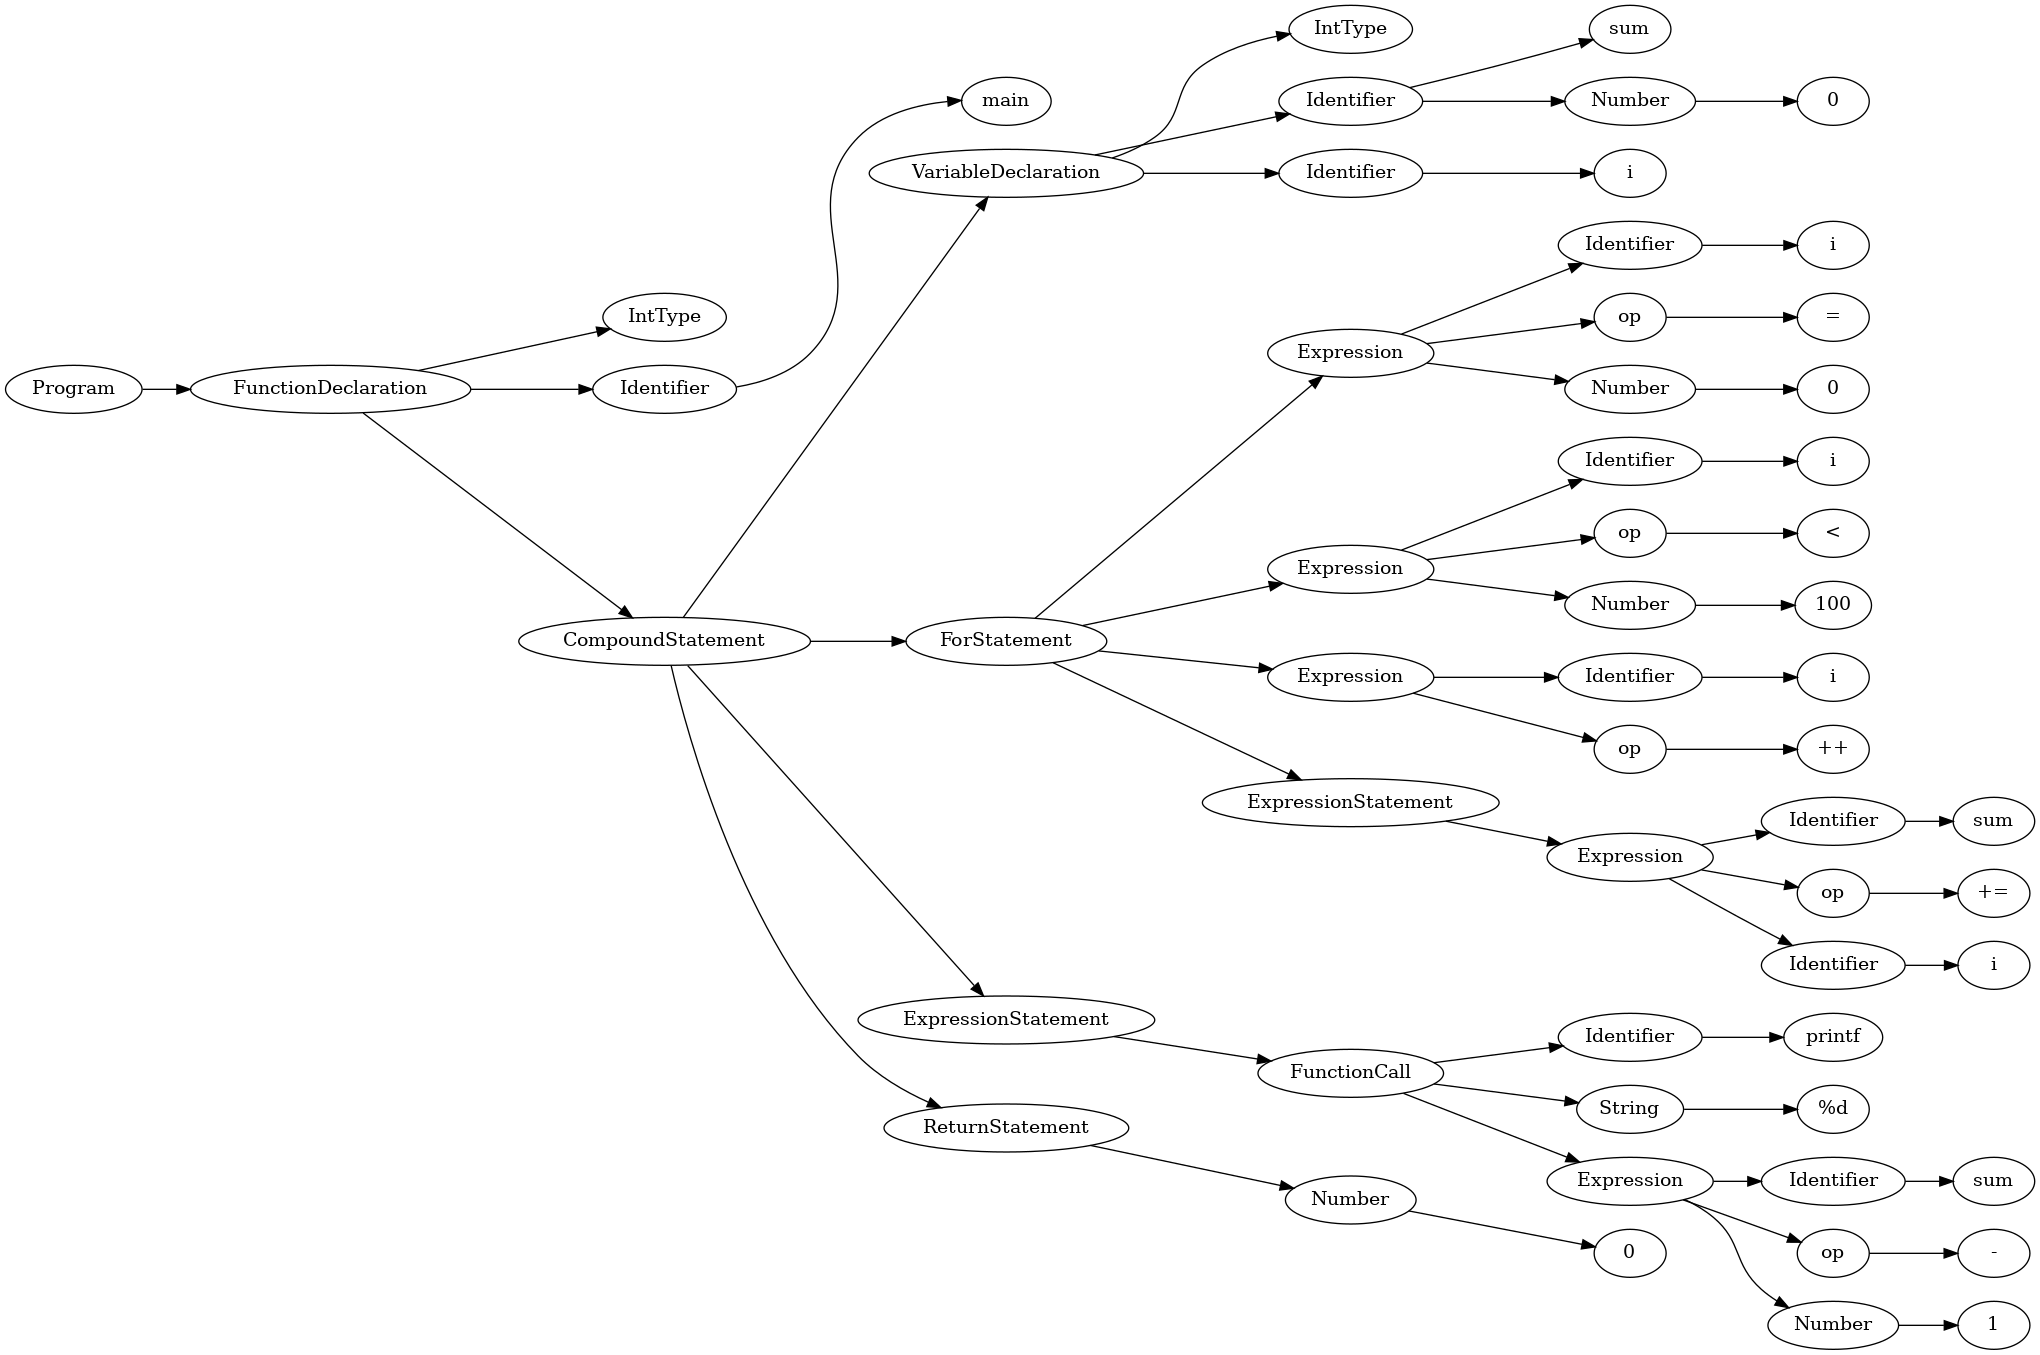 Program
FunctionDeclaration
IntType
Identifier
main
CompoundStatement
VariableDeclaration
IntType
Identifier
sum
Number
0
Identifier
i
ForStatement
Expression
Identifier
i
op
=
Number
0
Expression
Identifier
i
op
<
Number
100
Expression
Identifier
i
op
++
ExpressionStatement
Expression
Identifier
sum
op
+=
Identifier
i
ExpressionStatement
FunctionCall
Identifier
printf
String
%d
Expression
Identifier
sum
op
-
Number
1
ReturnStatement
Number
0